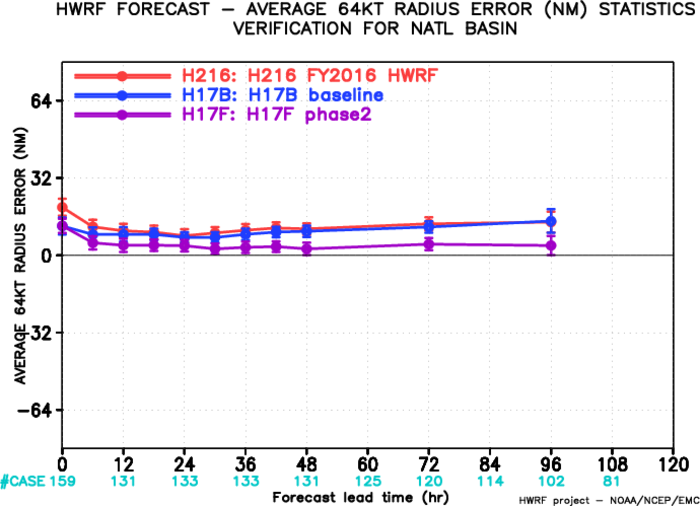 HWRF FORECAST – AVERAGE 64KT RADIUS ERROR (NM) STATISTICS
VERIFICATION FOR NATL BASIN
H216: H216 FY2016 HWRF
H17B: H17B baseline
H17F: H17F phase2
AVERAGE 64KT RADIUS ERROR (NM)
64
32
0
-32
-64
0 12 24 36 48 60 72 84 96 108 120
#CASE 159 131 133 133 131 125 120 114 102 81
Forecast lead time (hr)
HWRF project – NOAA/NCEP/EMC